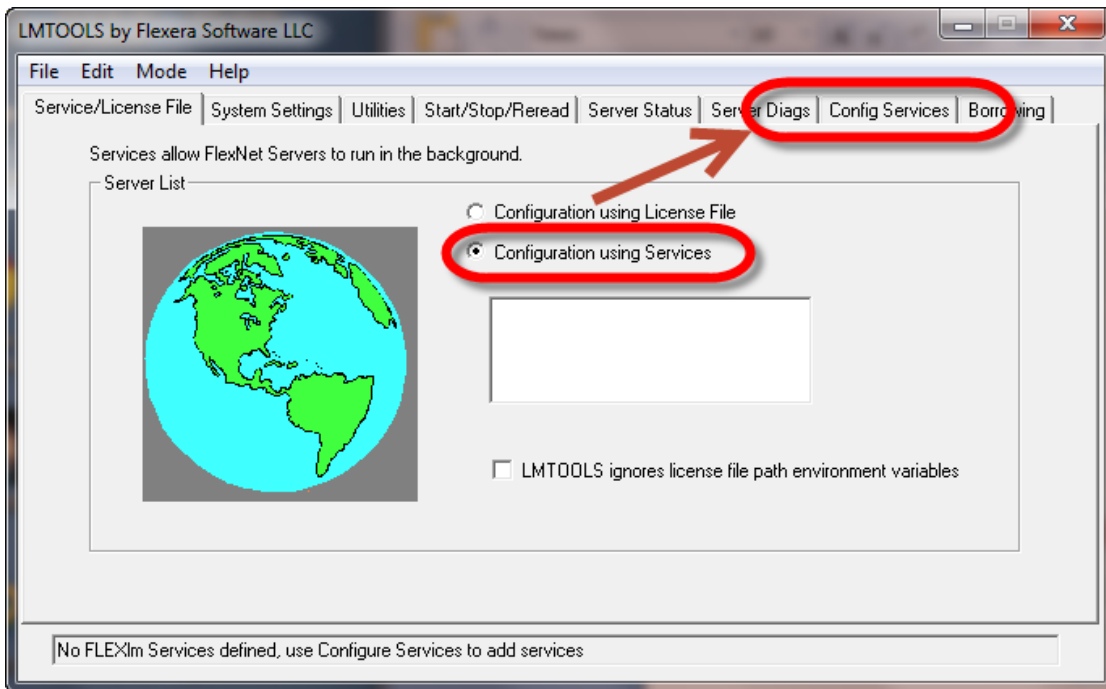 LMTOOLS by Flexera Software LLC
File Edit Mode Help
Service/License File System Settings Utilities Start/Stop/Reread Server Status Server Diags Config Services Borrowing
Services allow FlexNet Servers to run in the background.
Server List
Configuration using License File
Configuration using Services
LMTOOLS ignores license file path environment variables
No FLEXlm Services defined, use Configure Services to add services